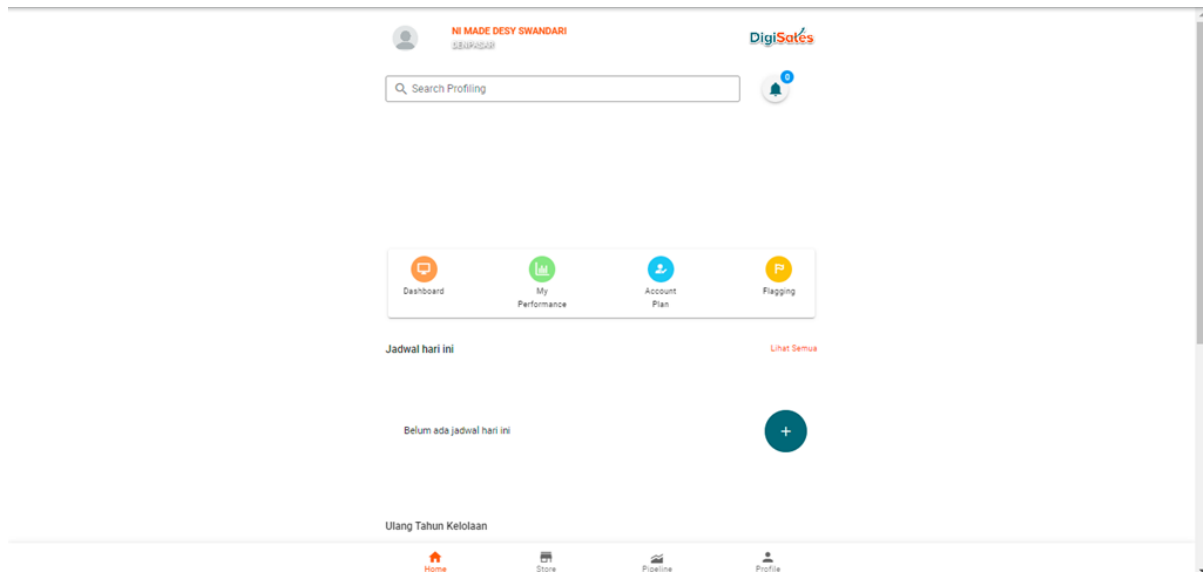 NI MADE DESY SWANDARI
DENPASAR
DigiSales
Search Profiling
0
Dashboard
My
Performance
Account
Plan
Flagging
Jadwal hari ini
Lihat Semua
Belum ada jadwal hari ini
+
Ulang Tahun Kelolaan
Home
Store
Pipeline
Profile